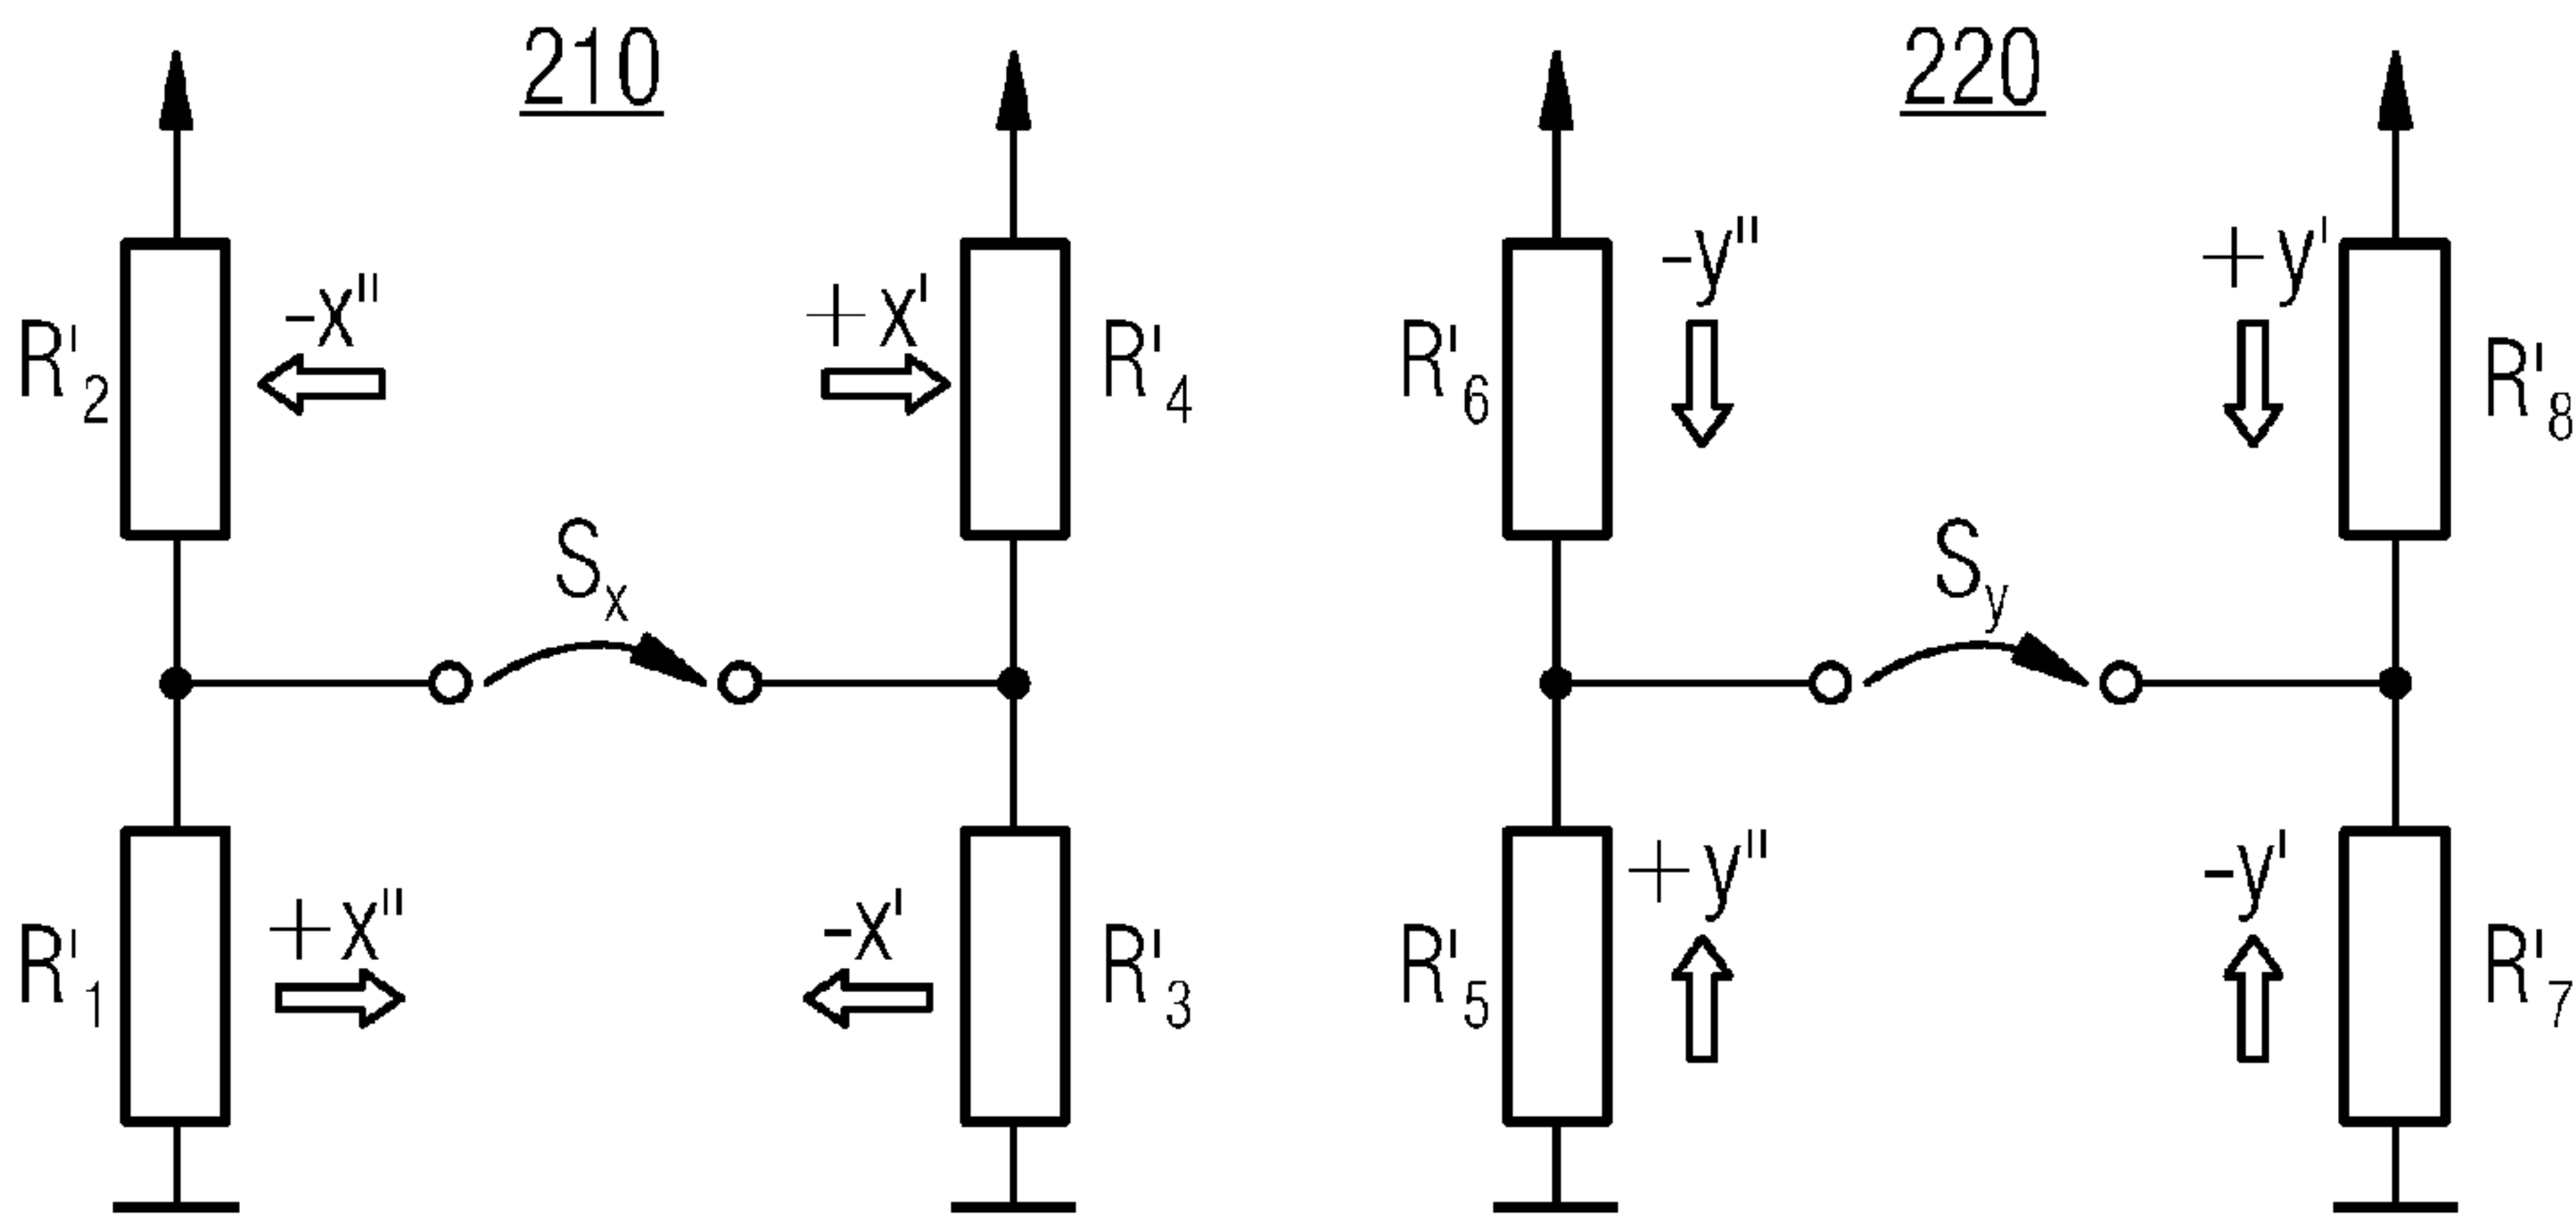 210 220
-y" +y'
-x" +x'
R'2 R'4 R'6 R'8
Sx Sy
+y" -y'
+x" -x'
R'1 R'3 R'5 R'7